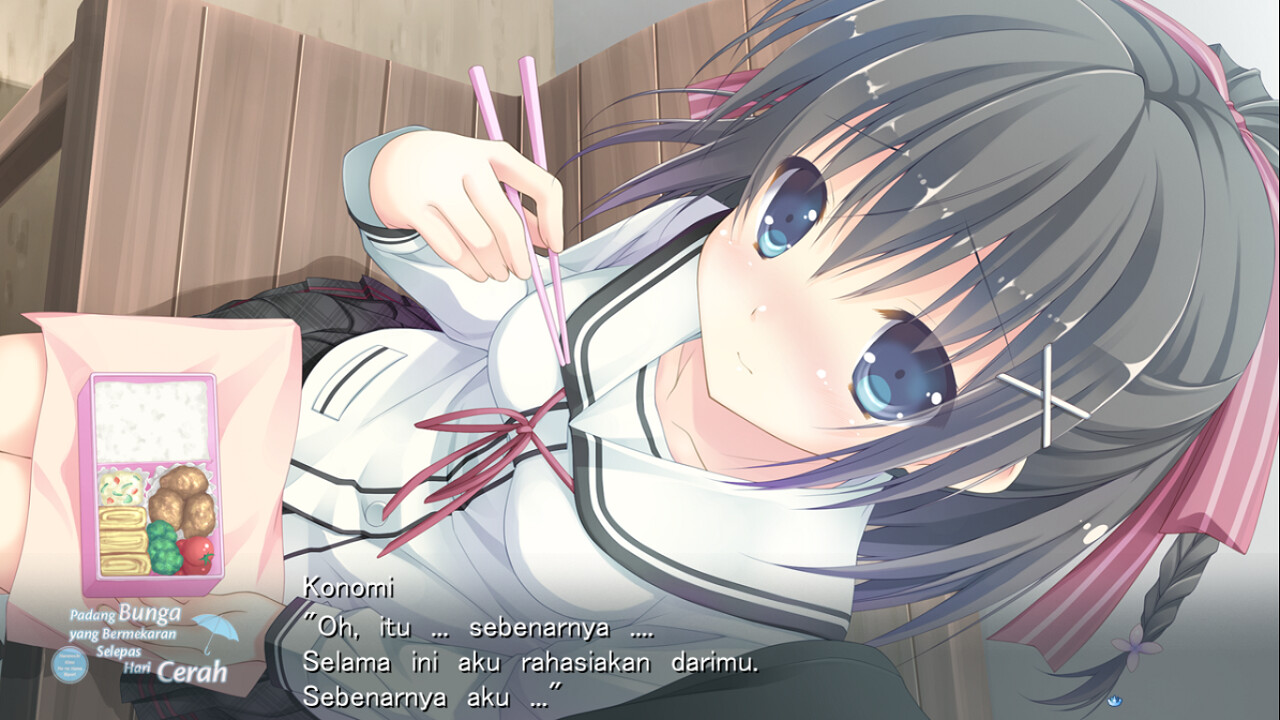 Konomi
"Oh, itu ... sebenarnya ....
Selama ini aku rahasiakan darimu.
Sebenarnya aku ..."
Padang Bunga
yang Bermekaran
Selepas
Hari Cerah